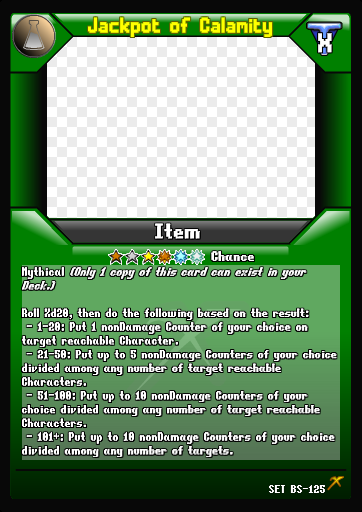 Jackpot of Calamity
X
Item
Chance
Mythical (Only 1 copy of this card can exist in your
Deck.)
Roll Xd20, then do the following based on the result:
- 1-20: Put 1 nonDamage Counter of your choice on
target reachable Character.
- 21-50: Put up to 5 nonDamage Counters of your choice
divided among any number of target reachable
Characters.
- 51-100: Put up to 10 nonDamage Counters of your
choice divided among any number of target reachable
Characters.
- 101+: Put up to 10 nonDamage Counters of your choice
divided among any number of targets.
SET BS-125